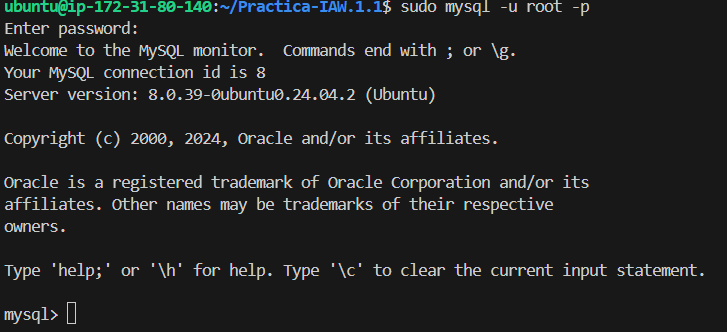 ubuntu@ip-172-31-80-140:~/Practica-IAW.1.1$ sudo mysql -u root -p
Enter password:
Welcome to the MySQL monitor.  Commands end with ; or \g.
Your MySQL connection id is 8
Server version: 8.0.39-0ubuntu0.24.04.2 (Ubuntu)

Copyright (c) 2000, 2024, Oracle and/or its affiliates.

Oracle is a registered trademark of Oracle Corporation and/or its
affiliates. Other names may be trademarks of their respective
owners.

Type 'help;' or '\h' for help. Type '\c' to clear the current input statement.

mysql>